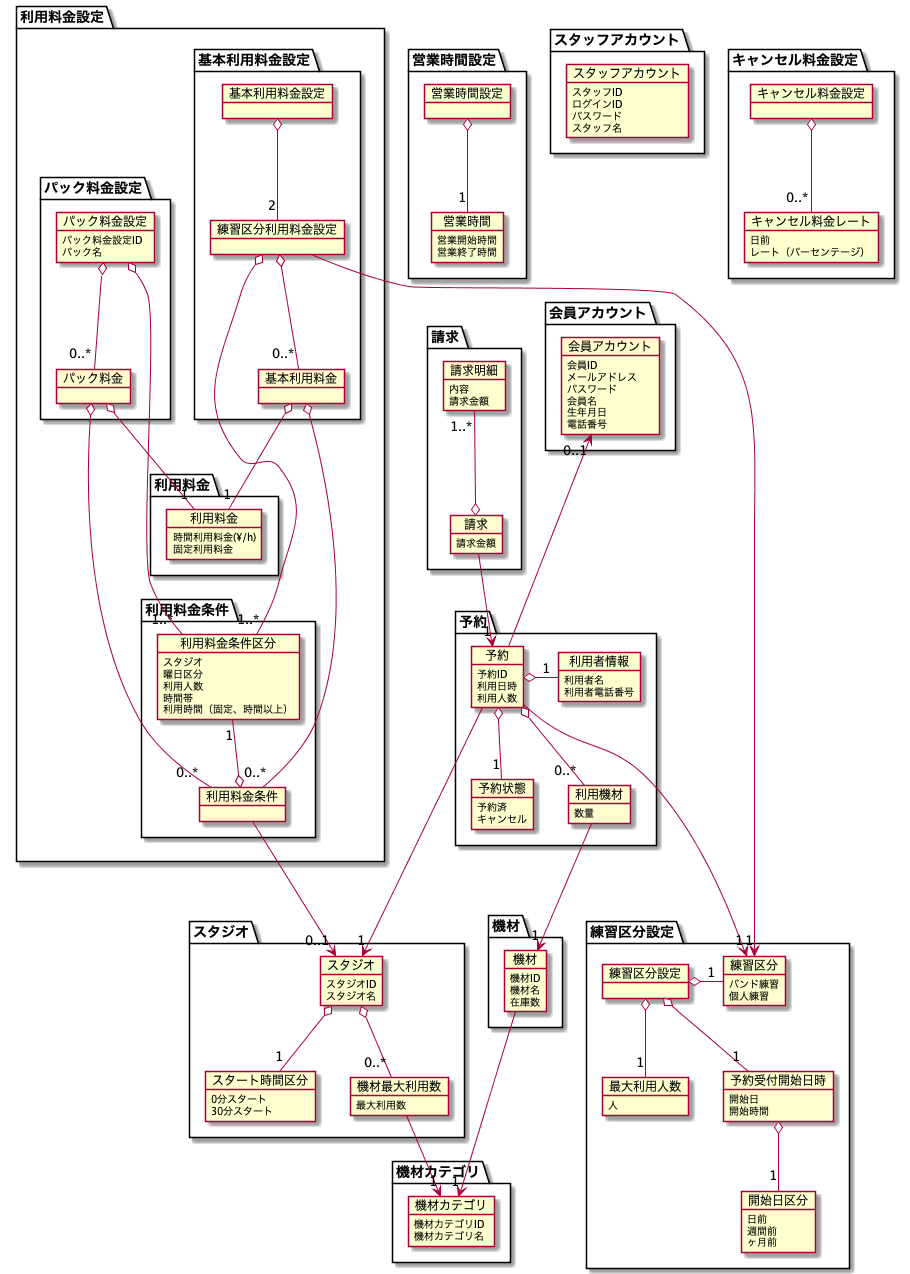 利用料金設定
基本利用料金設定
基本利用料金設定
2
練習区分利用料金設定
0..*
基本利用料金
パック料金設定
パック料金設定
パック料金設定ID
パック名
0..*
パック料金
利用料金
1
1
利用料金
時間利用料金(¥/h)
固定利用料金
利用料金条件
1..*
1..*
利用料金条件区分
スタジオ
曜日区分
利用人数
時間帯
利用時間（固定、時間以上）
1
0..*
0..*
利用料金条件
営業時間設定
営業時間設定
1
営業時間
営業開始時間
営業終了時間
スタッフアカウント
スタッフアカウント
スタッフID
ログインID
パスワード
スタッフ名
キャンセル料金設定
キャンセル料金設定
0..*
キャンセル料金レート
日前
レート（パーセンテージ）
請求
請求明細
内容
請求金額
1..*
請求
請求金額
会員アカウント
会員アカウント
会員ID
メールアドレス
パスワード
会員名
生年月日
電話番号
0..1
予約
1
予約
予約ID
利用日時
利用人数
1
利用者情報
利用者名
利用者電話番号
1
予約状態
予約済
キャンセル
0..*
利用機材
数量
スタジオ
0..1
1
スタジオ
スタジオID
スタジオ名
1
スタート時間区分
0分スタート
30分スタート
0..*
機材最大利用数
最大利用数
機材
1
機材
機材ID
機材名
在庫数
機材カテゴリ
1
1
機材カテゴリ
機材カテゴリID
機材カテゴリ名
練習区分設定
練習区分設定
1
1
1
練習区分
バンド練習
個人練習
1
最大利用人数
人
1
予約受付開始日時
開始日
開始時間
1
開始日区分
日前
週間前
ヶ月前